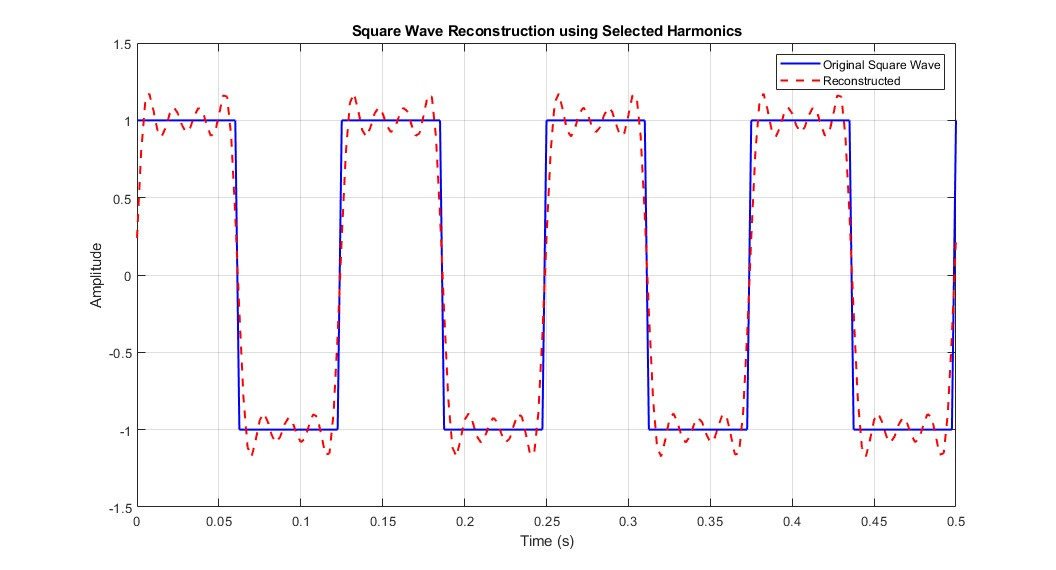 Square Wave Reconstruction using Selected Harmonics
Original Square Wave
Reconstructed
1.5
1
0.5
0
-0.5
-1
-1.5
Amplitude
0 0.05 0.1 0.15 0.2 0.25 0.3 0.35 0.4 0.45 0.5
Time (s)